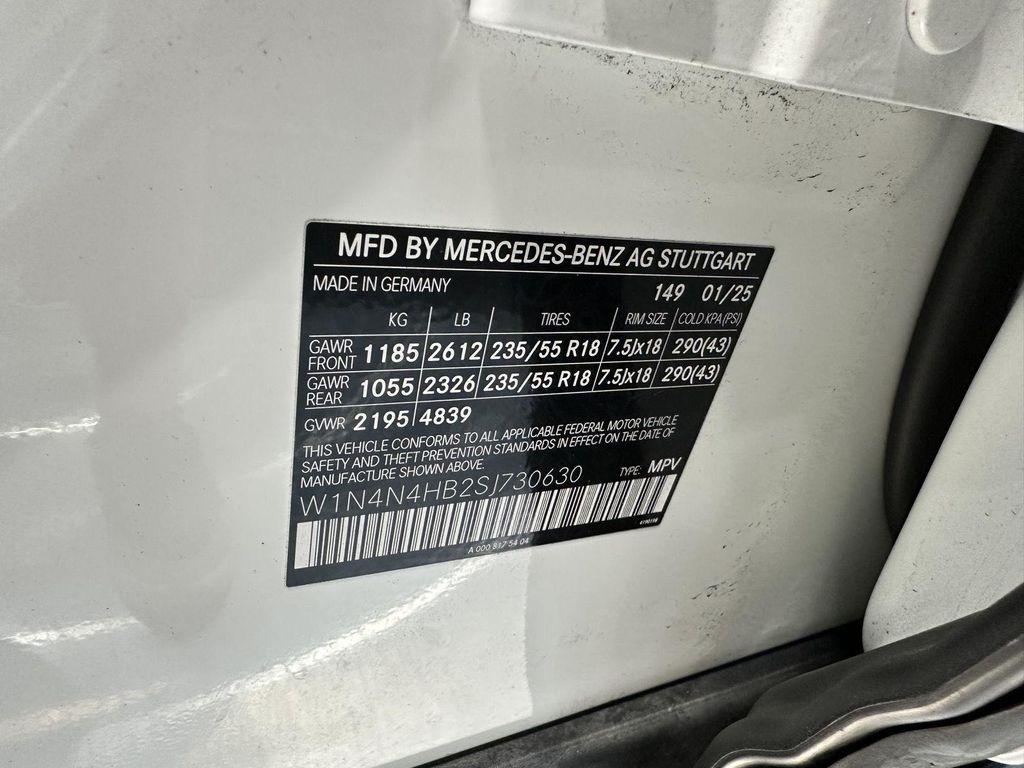 MFD BY MERCEDES-BENZ AG STUTTGART
MADE IN GERMANY 149 01/25
KG LB TIRES RIM SIZE COLD KPA(PSI)
GAWR FRONT 1185 2612 235/55 R18 7.5Jx18 290(43)
GAWR REAR 1055 2326 235/55 R18 7.5Jx18 290(43)
GVWR 2195 4839
THIS VEHICLE CONFORMS TO ALL APPLICABLE FEDERAL MOTOR VEHICLE
SAFETY AND THEFT PREVENTION STANDARDS IN EFFECT ON THE DATE OF
MANUFACTURE SHOWN ABOVE.
W1N4N4HB2SJ730630 TYPE: MPV
A 000 817 54 04